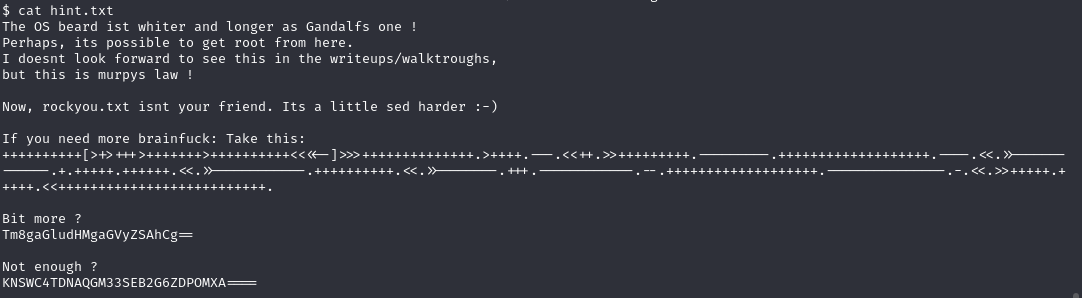 $ cat hint.txt
The OS beard ist whiter and longer as Gandalfs one !
Perhaps, its possible to get root from here.
I doesnt look forward to see this in the writeups/walktroughs,
but this is murpys law !
Now, rockyou.txt isnt your friend. Its a little sed harder :-)
If you need more brainfuck: Take this:
++++++++++[>+>+++>+++++++>++++++++++<<<<-]>>>++++++++++++++.>++++.---.<<++.>>+++++++++.---------.+++++++++++++++++++.----.<<.>>------
------.+.+++++.++++++.<<.>>-----------.++++++++++.<<.>>-------.+++.------------.--.+++++++++++++++++++.---------------.-.<<.>>+++++.+
++++.<<++++++++++++++++++++++++++.
Bit more ?
Tm8gaGludHMgaGVyZSAhCg==
Not enough ?
KNSWC4TDNAQGM33SEB2G6ZDPOMXA====